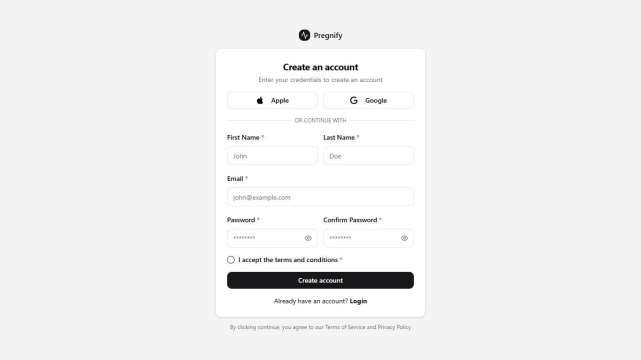 Pregnify
Create an account
Enter your credentials to create an account
Apple Google
OR CONTINUE WITH
First Name * Last Name *
John Doe
Email *
john@example.com
Password * Confirm Password *
******** ********
I accept the terms and conditions *
Create account
Already have an account? Login
By clicking continue, you agree to our Terms of Service and Privacy Policy